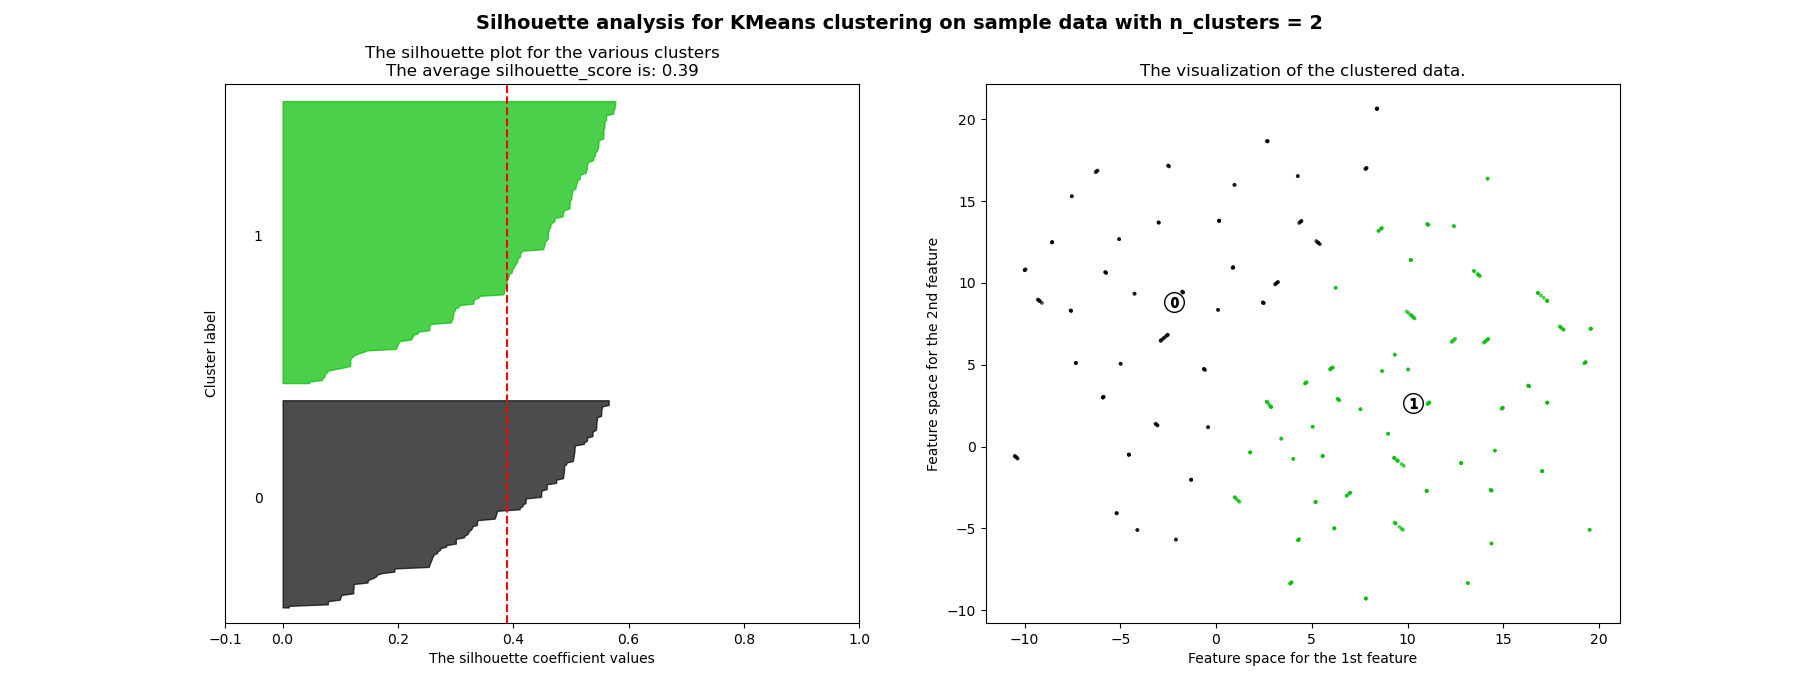 Silhouette analysis for KMeans clustering on sample data with n_clusters = 2
The silhouette plot for the various clusters
The average silhouette_score is: 0.39
1
0
Cluster label
−0.1 0.0 0.2 0.4 0.6 0.8 1.0
The silhouette coefficient values
The visualization of the clustered data.
20
15
10
5
0
−5
−10
Feature space for the 2nd feature
0
1
−10 −5 0 5 10 15 20
Feature space for the 1st feature